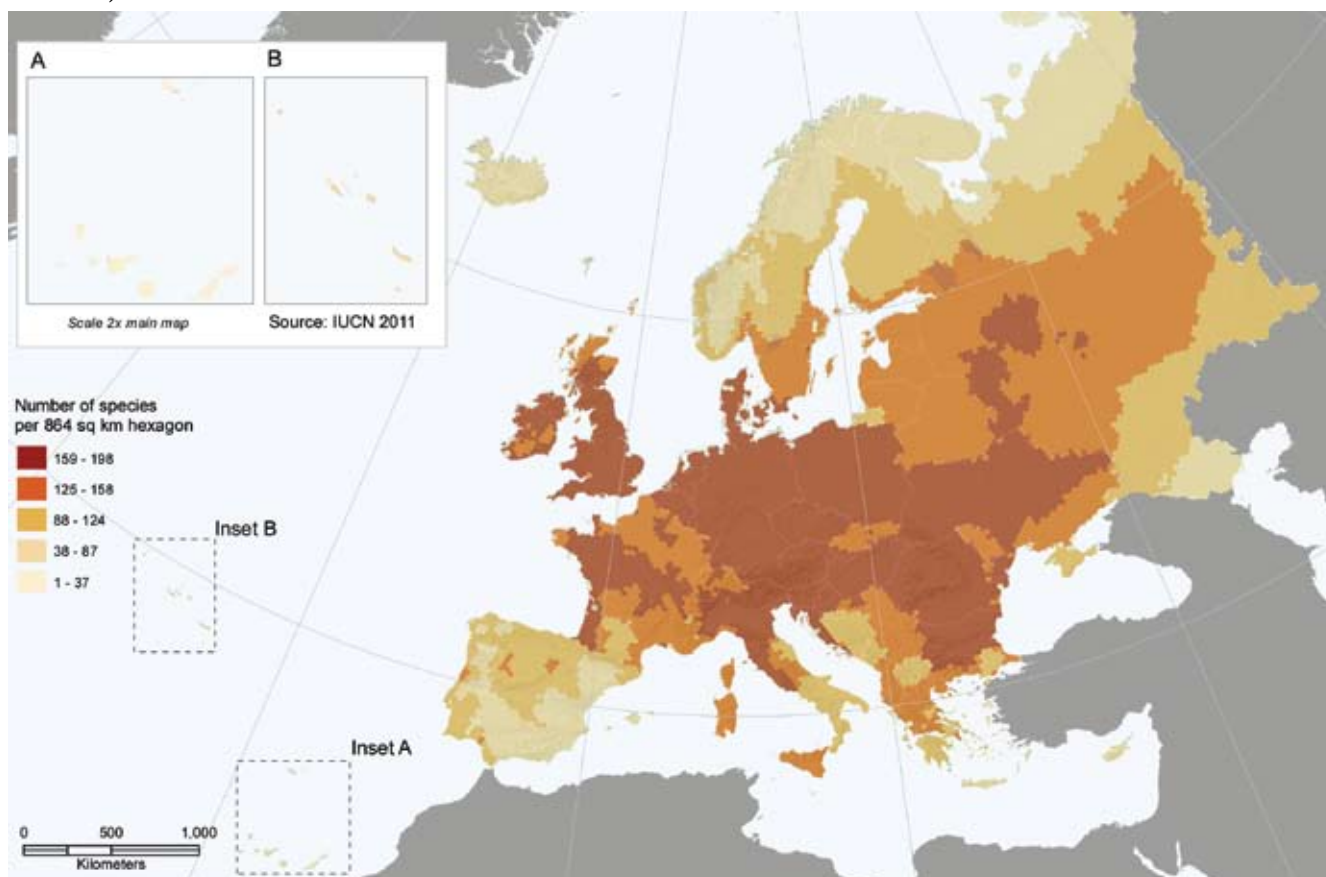 A
B
Scale 2x main map
Source: IUCN 2011
Number of species
per 864 sq km hexagon
159 - 198
125 - 158
88 - 124
38 - 87
1 - 37
Inset B
Inset A
0 500 1.000
Kilometers